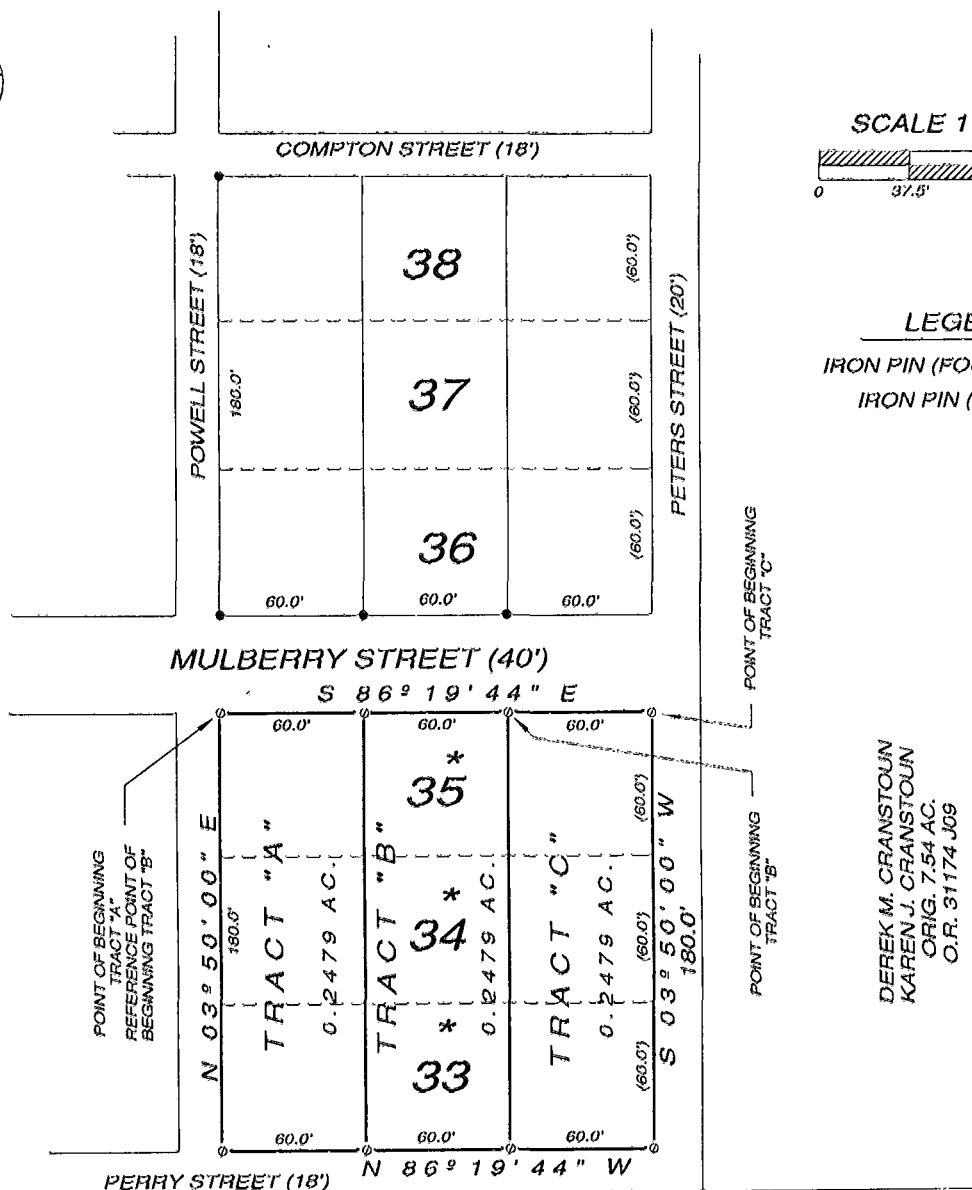 COMPTON STREET (18')
SCALE 1
0
37.5'
POWELL STREET (18')
180.0'
38
(60.0')
37
(60.0')
36
(60.0')
PETERS STREET (20')
LEGE
IRON PIN (FOU
IRON PIN (
60.0'
60.0'
60.0'
MULBERRY STREET (40')
S 86º 19' 44" E
60.0'
60.0'
60.0'
POINT OF BEGINNING
TRACT "C"
POINT OF BEGINNING
TRACT "A"
REFERENCE POINT OF
BEGINNING TRACT "B"
N 03º 50' 00" E
180.0'
TRACT "A"
0.2479 AC.
TRACT "B"
0.2479 AC.
*
35
*
34
*
33
TRACT "C"
0.2479 AC.
(60.0')
(60.0')
(60.0')
S 03º 50' 00" W
180.0'
POINT OF BEGINNING
TRACT "B"
DEREK M. CRANSTOUN
KAREN J. CRANSTOUN
ORIG. 7.54 AC.
O.R. 31174 J09
60.0'
60.0'
60.0'
N 86º 19' 44" W
PERRY STREET (18')